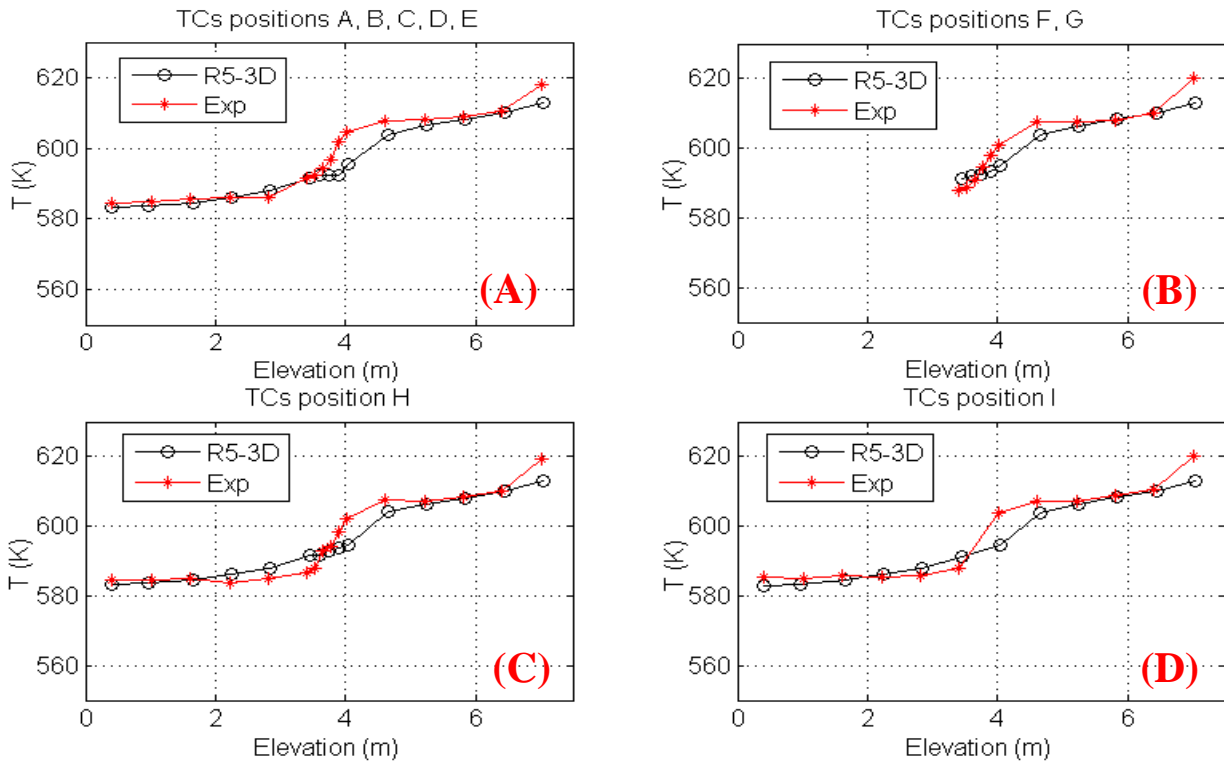 TCs positions A, B, C, D, E
R5-3D
Exp
620
600
580
560
T (K)
0 2 4 6
Elevation (m)
(A)
TCs positions F, G
R5-3D
Exp
620
600
580
560
T (K)
0 2 4 6
Elevation (m)
(B)
TCs position H
R5-3D
Exp
620
600
580
560
T (K)
0 2 4 6
Elevation (m)
(C)
TCs position I
R5-3D
Exp
620
600
580
560
T (K)
0 2 4 6
Elevation (m)
(D)